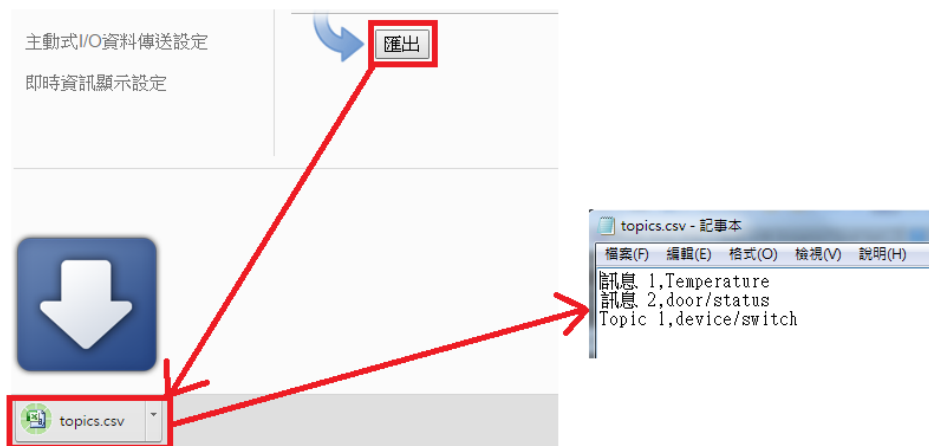 主動式I/O資料傳送設定
匯出
即時資訊顯示設定
topics.csv - 記事本
檔案(F) 編輯(E) 格式(O) 檢視(V) 說明(H)
訊息 1,Temperature
訊息 2,door/status
Topic 1,device/switch
topics.csv